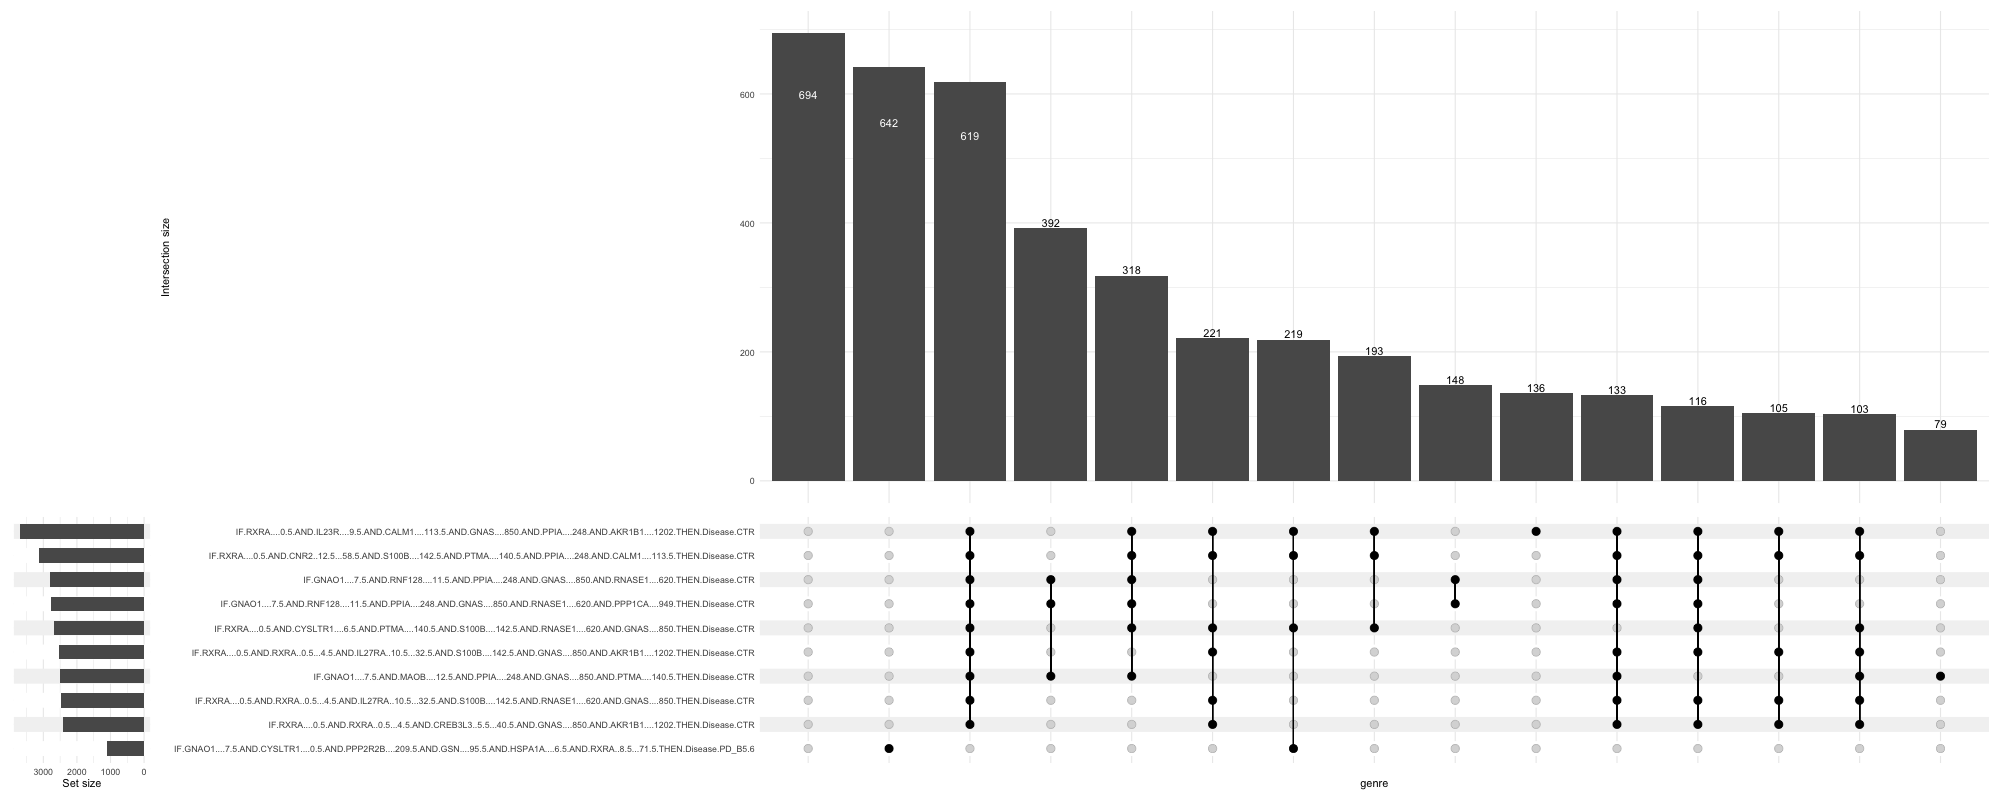 694
642
619
392
318
221
219
193
148
136
133
116
105
103
79
600
400
200
0
Intersection size
IF.RXRA....0.5.AND.IL23R....9.5.AND.CALM1....113.5.AND.GNAS....850.AND.PPIA....248.AND.AKR1B1....1202.THEN.Disease.CTR
IF.RXRA....0.5.AND.CNR2..12.5...58.5.AND.S100B....142.5.AND.PTMA....140.5.AND.PPIA....248.AND.CALM1....113.5.THEN.Disease.CTR
IF.GNAO1....7.5.AND.RNF128....11.5.AND.PPIA....248.AND.GNAS....850.AND.RNASE1....620.THEN.Disease.CTR
IF.GNAO1....7.5.AND.RNF128....11.5.AND.PPIA....248.AND.GNAS....850.AND.RNASE1....620.AND.PPP1CA....949.THEN.Disease.CTR
IF.RXRA....0.5.AND.CYSLTR1....6.5.AND.PTMA....140.5.AND.S100B....142.5.AND.RNASE1....620.AND.GNAS....850.THEN.Disease.CTR
IF.RXRA....0.5.AND.RXRA..0.5...4.5.AND.IL27RA..10.5...32.5.AND.S100B....142.5.AND.GNAS....850.AND.AKR1B1....1202.THEN.Disease.CTR
IF.GNAO1....7.5.AND.MAOB....12.5.AND.PPIA....248.AND.GNAS....850.AND.PTMA....140.5.THEN.Disease.CTR
IF.RXRA....0.5.AND.RXRA..0.5...4.5.AND.IL27RA..10.5...32.5.AND.S100B....142.5.AND.RNASE1....620.AND.GNAS....850.THEN.Disease.CTR
IF.RXRA....0.5.AND.RXRA..0.5...4.5.AND.CREB3L3..5.5...40.5.AND.GNAS....850.AND.AKR1B1....1202.THEN.Disease.CTR
IF.GNAO1....7.5.AND.CYSLTR1....0.5.AND.PPP2R2B....209.5.AND.GSN....95.5.AND.HSPA1A....6.5.AND.RXRA..8.5...71.5.THEN.Disease.PD_B5.6
3000 2000 1000 0
Set size
genre